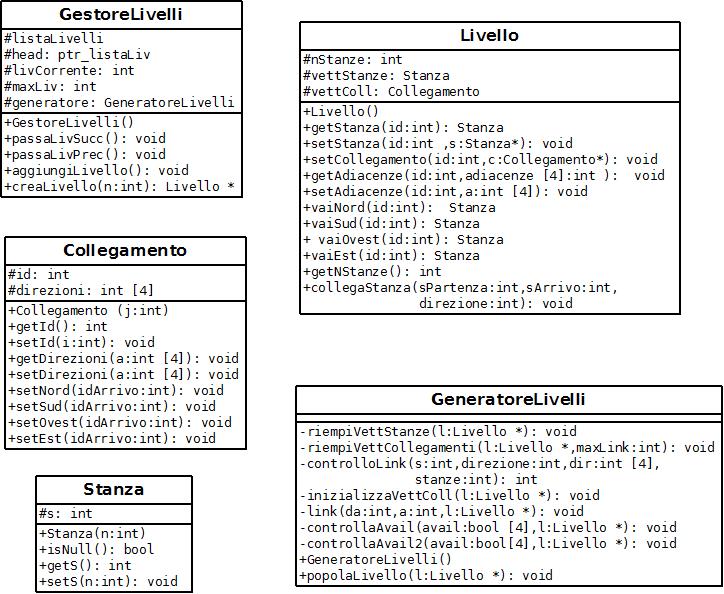 GestoreLivelli
#listaLivelli
#head: ptr_listaLiv
#livCorrente: int
#maxLiv: int
#generatore: GeneratoreLivelli
+GestoreLivelli()
+passaLivSucc(): void
+passaLivPrec(): void
+aggiungiLivello(): void
+creaLivello(n:int): Livello *
Livello
#nStanze: int
#vettStanze: Stanza
#vettColl: Collegamento
+Livello()
+getStanza(id:int): Stanza
+setStanza(id:int ,s:Stanza*): void
+setCollegamento(id:int,c:Collegamento*): void
+getAdiacenze(id:int,adiacenze [4]:int ):  void
+setAdiacenze(id:int,a:int [4]): void
+vaiNord(id:int):  Stanza
+vaiSud(id:int): Stanza
+ vaiOvest(id:int): Stanza
+vaiEst(id:int): Stanza
+getNStanze(): int
+collegaStanza(sPartenza:int,sArrivo:int,
direzione:int): void
Collegamento
#id: int
#direzioni: int [4]
+Collegamento (j:int)
+getId(): int
+setId(i:int): void
+getDirezioni(a:int [4]): void
+setDirezioni(a:int [4]): void
+setNord(idArrivo:int): void
+setSud(idArrivo:int): void
+setOvest(idArrivo:int): void
+setEst(idArrivo:int): void
Stanza
#s: int
+Stanza(n:int)
+isNull(): bool
+getS(): int
+setS(n:int): void
GeneratoreLivelli
-riempiVettStanze(l:Livello *): void
-riempiVettCollegamenti(l:Livello *,maxLink:int): void
-controlloLink(s:int,direzione:int,dir:int [4],
stanze:int): int
-inizializzaVettColl(l:Livello *): void
-link(da:int,a:int,l:Livello *): void
-controllaAvail(avail:bool [4],l:Livello *): void
-controllaAvail2(avail:bool[4],l:Livello *): void
+GeneratoreLivelli()
+popolaLivello(l:Livello *): void